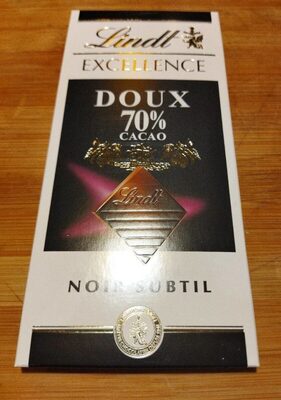 Lindt
EXCELLENCE
DOUX
70%
CACAO
Lindt
NOIR SUBTIL